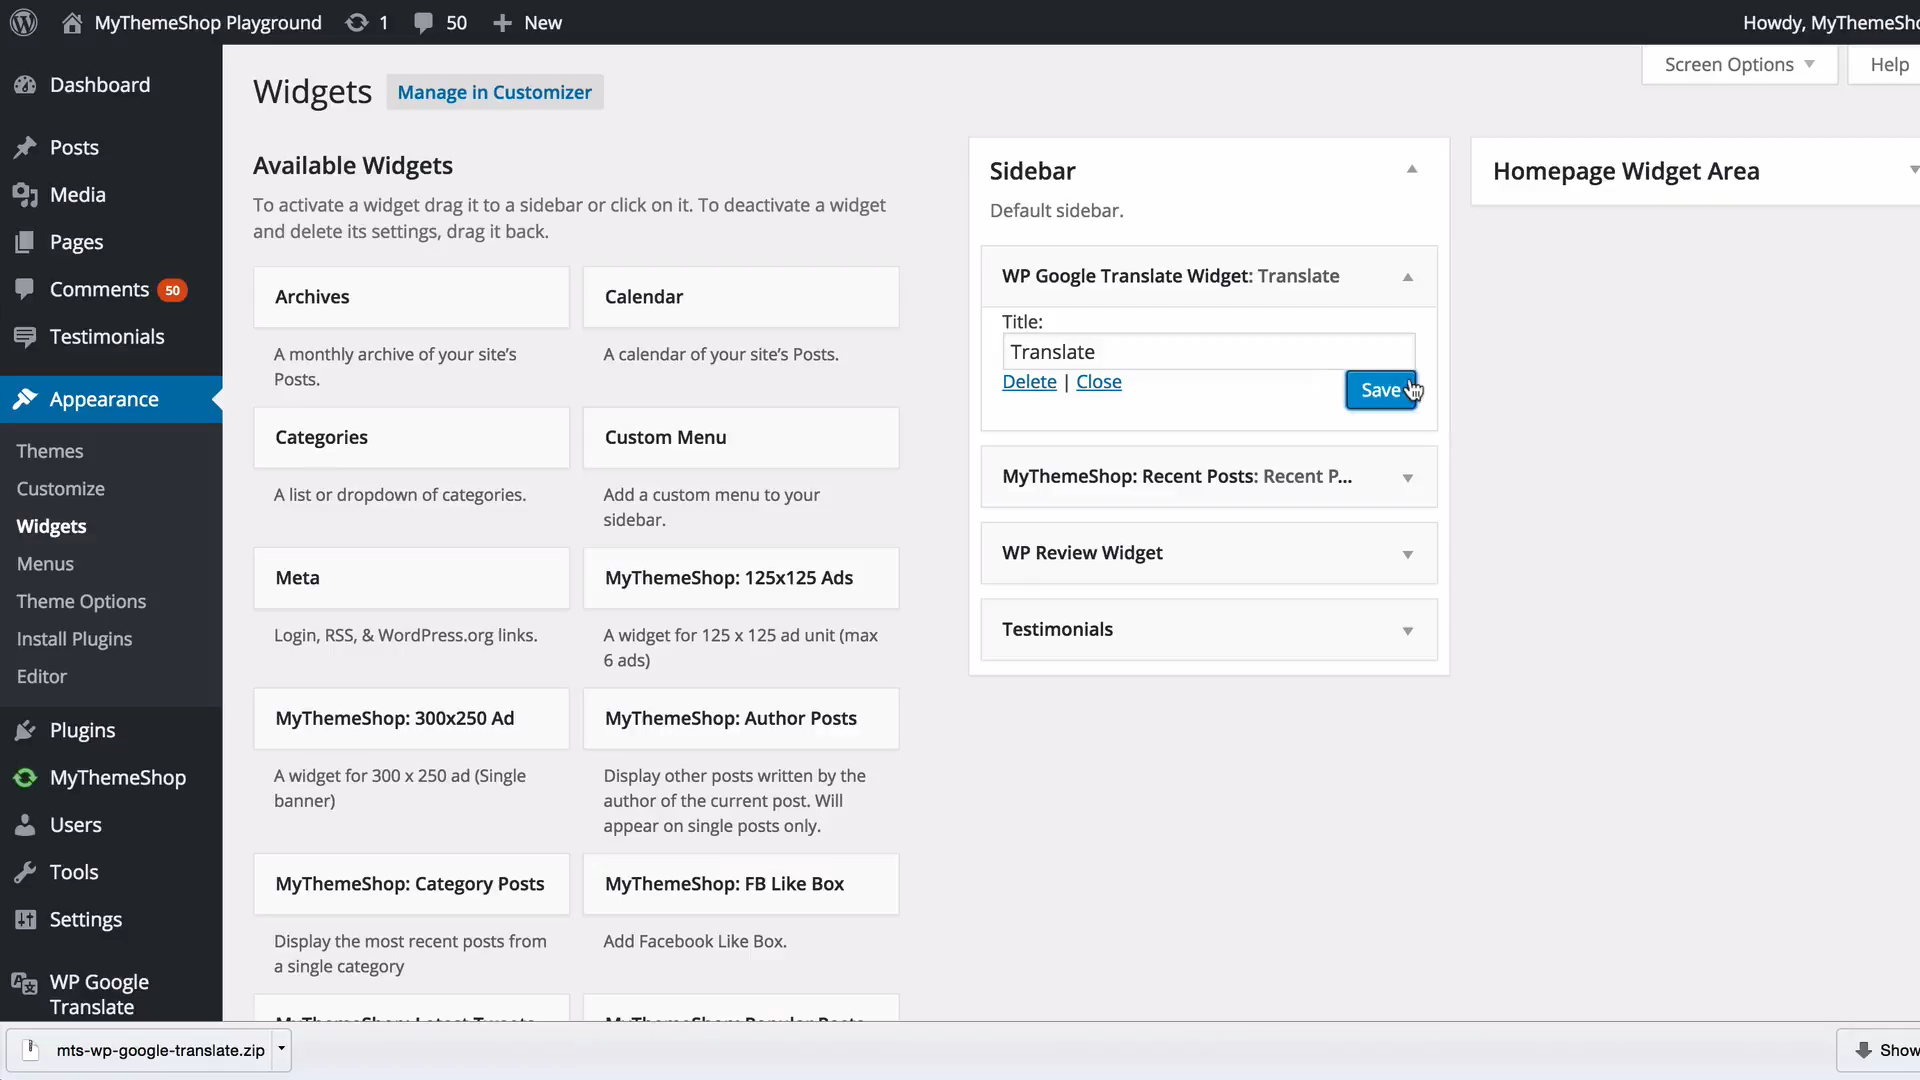 MyThemeShop Playground 1 50 New
Howdy, MyThemeSho
Screen Options Help
Dashboard
Posts
Media
Pages
Comments 50
Testimonials
Appearance
Themes
Customize
Widgets
Menus
Theme Options
Install Plugins
Editor
Plugins
MyThemeShop
Users
Tools
Settings
WP Google
Translate
Widgets Manage in Customizer
Available Widgets
To activate a widget drag it to a sidebar or click on it. To deactivate a widget
and delete its settings, drag it back.
Archives
A monthly archive of your site’s
Posts.
Calendar
A calendar of your site’s Posts.
Categories
A list or dropdown of categories.
Custom Menu
Add a custom menu to your
sidebar.
Meta
Login, RSS, & WordPress.org links.
MyThemeShop: 125x125 Ads
A widget for 125 x 125 ad unit (max
6 ads)
MyThemeShop: 300x250 Ad
A widget for 300 x 250 ad (Single
banner)
MyThemeShop: Author Posts
Display other posts written by the
author of the current post. Will
appear on single posts only.
MyThemeShop: Category Posts
Display the most recent posts from
a single category
MyThemeShop: FB Like Box
Add Facebook Like Box.
MyThemeShop: Latest Tweets
MyThemeShop: Popular Posts
Sidebar
Default sidebar.
WP Google Translate Widget: Translate
Title:
Translate
Delete | Close
Save
MyThemeShop: Recent Posts: Recent P...
WP Review Widget
Testimonials
Homepage Widget Area
mts-wp-google-translate.zip
Show